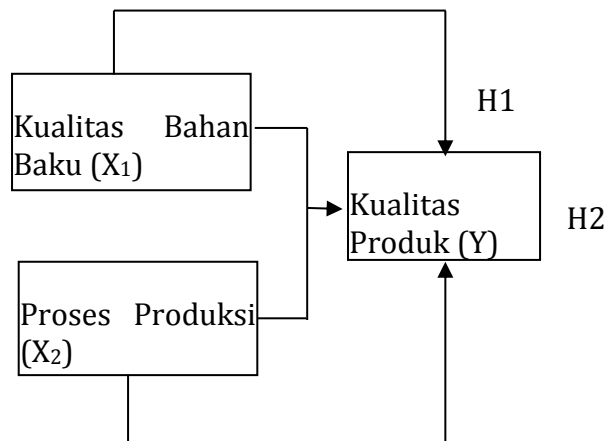 H1
Kualitas Bahan
Baku (X₁)
Kualitas
Produk (Y)
H2
Proses Produksi
(X₂)